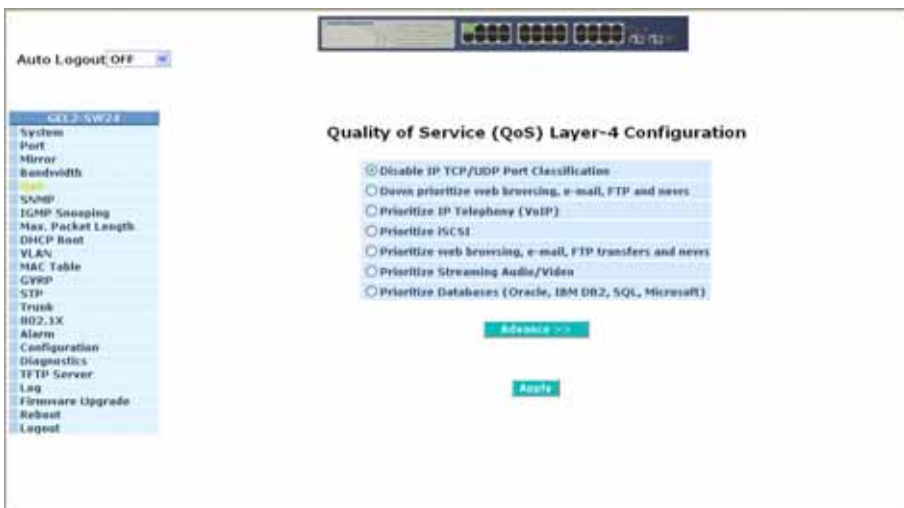 Auto Logout OFF
GEL2-SW24
System
Port
Mirror
Bandwidth
QoS
SNMP
IGMP Snooping
Max. Packet Length
DHCP Boot
VLAN
MAC Table
GVRP
STP
Trunk
802.1X
Alarm
Configuration
Diagnostics
TFTP Server
Log
Firmware Upgrade
Reboot
Logout
Quality of Service (QoS) Layer-4 Configuration
Disable IP TCP/UDP Port Classification
Down prioritize web browsing, e-mail, FTP and news
Prioritize IP Telephony (VoIP)
Prioritize iSCSI
Prioritize web browsing, e-mail, FTP transfers and news
Prioritize Streaming Audio/Video
Prioritize Databases (Oracle, IBM DB2, SQL, Microsoft)
Advance >>
Apply